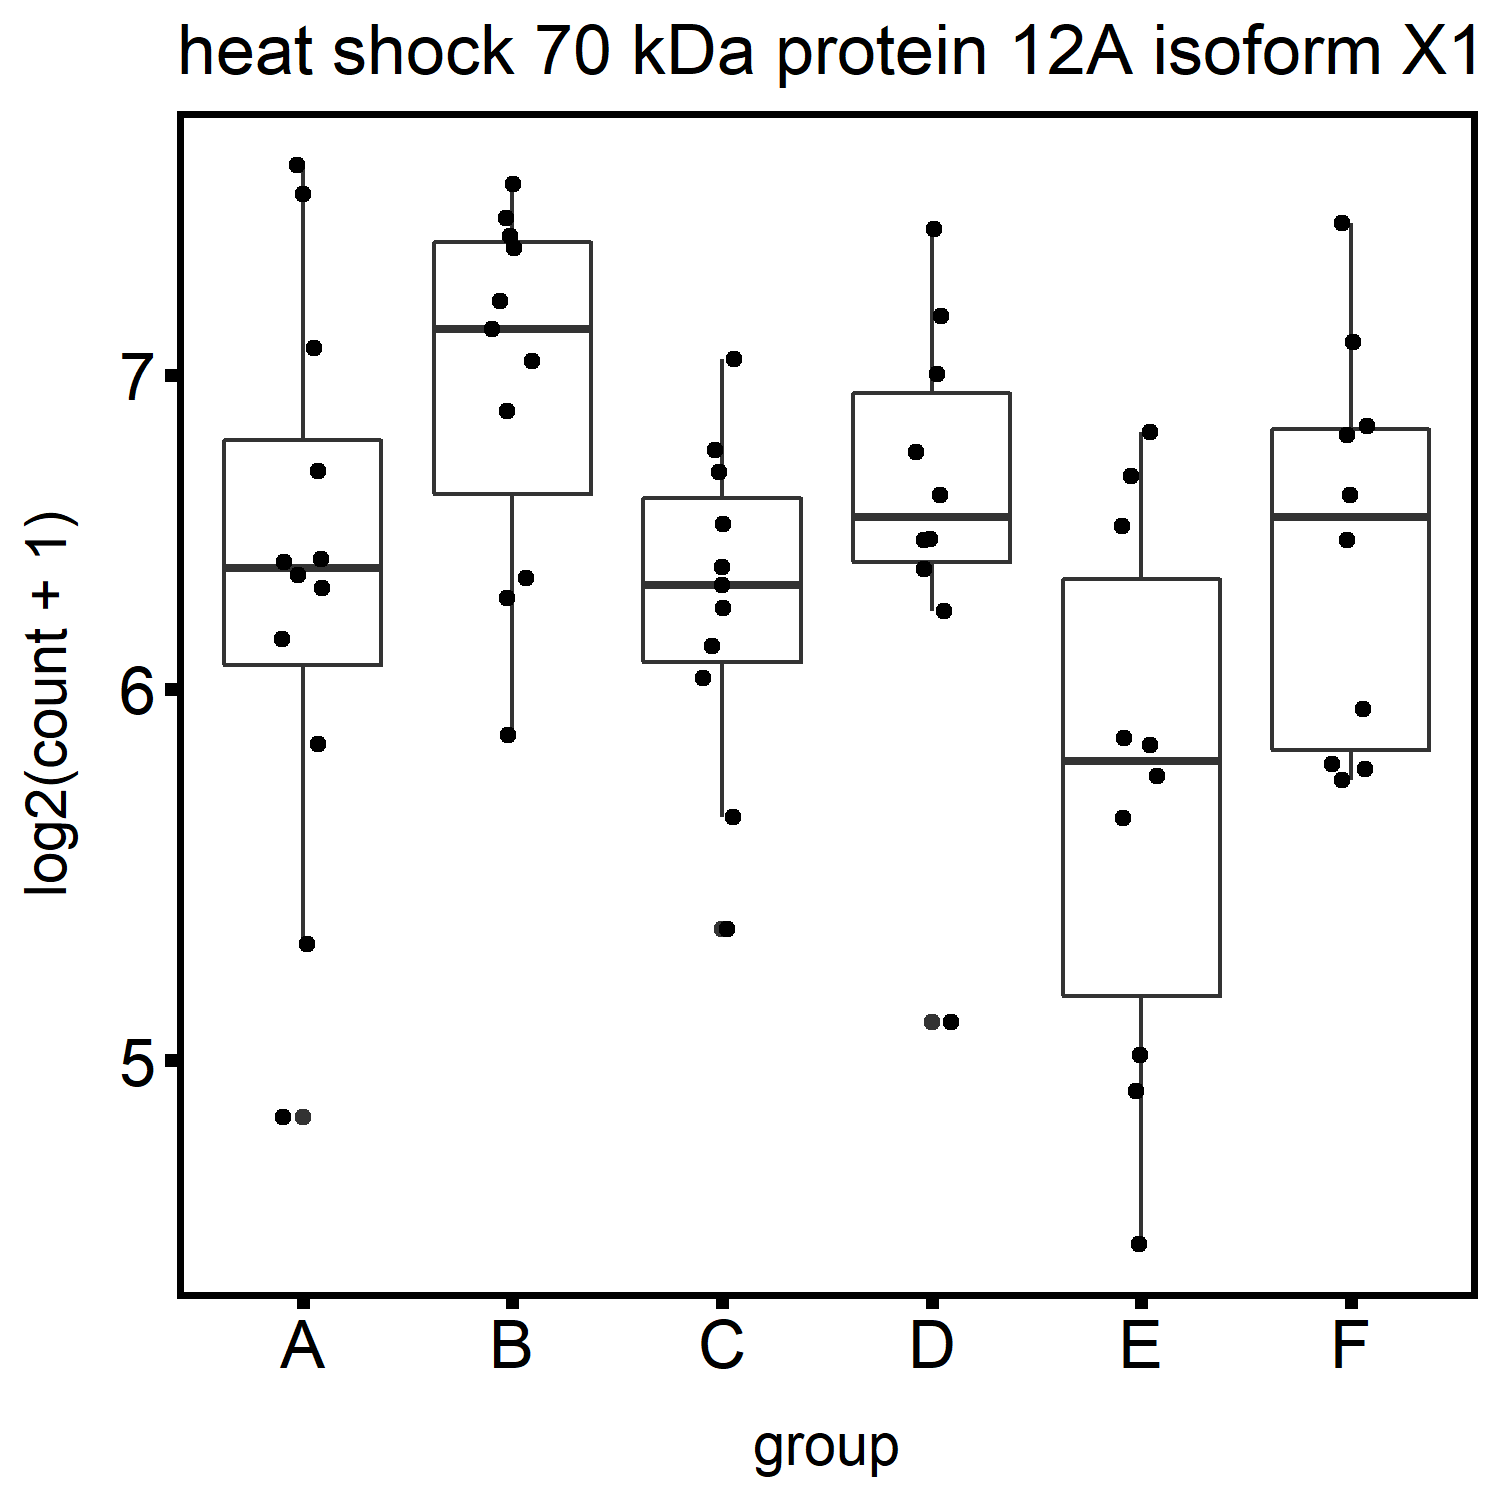 heat shock 70 kDa protein 12A isoform X1
log2(count + 1)
7
6
5
A B C D E F
group